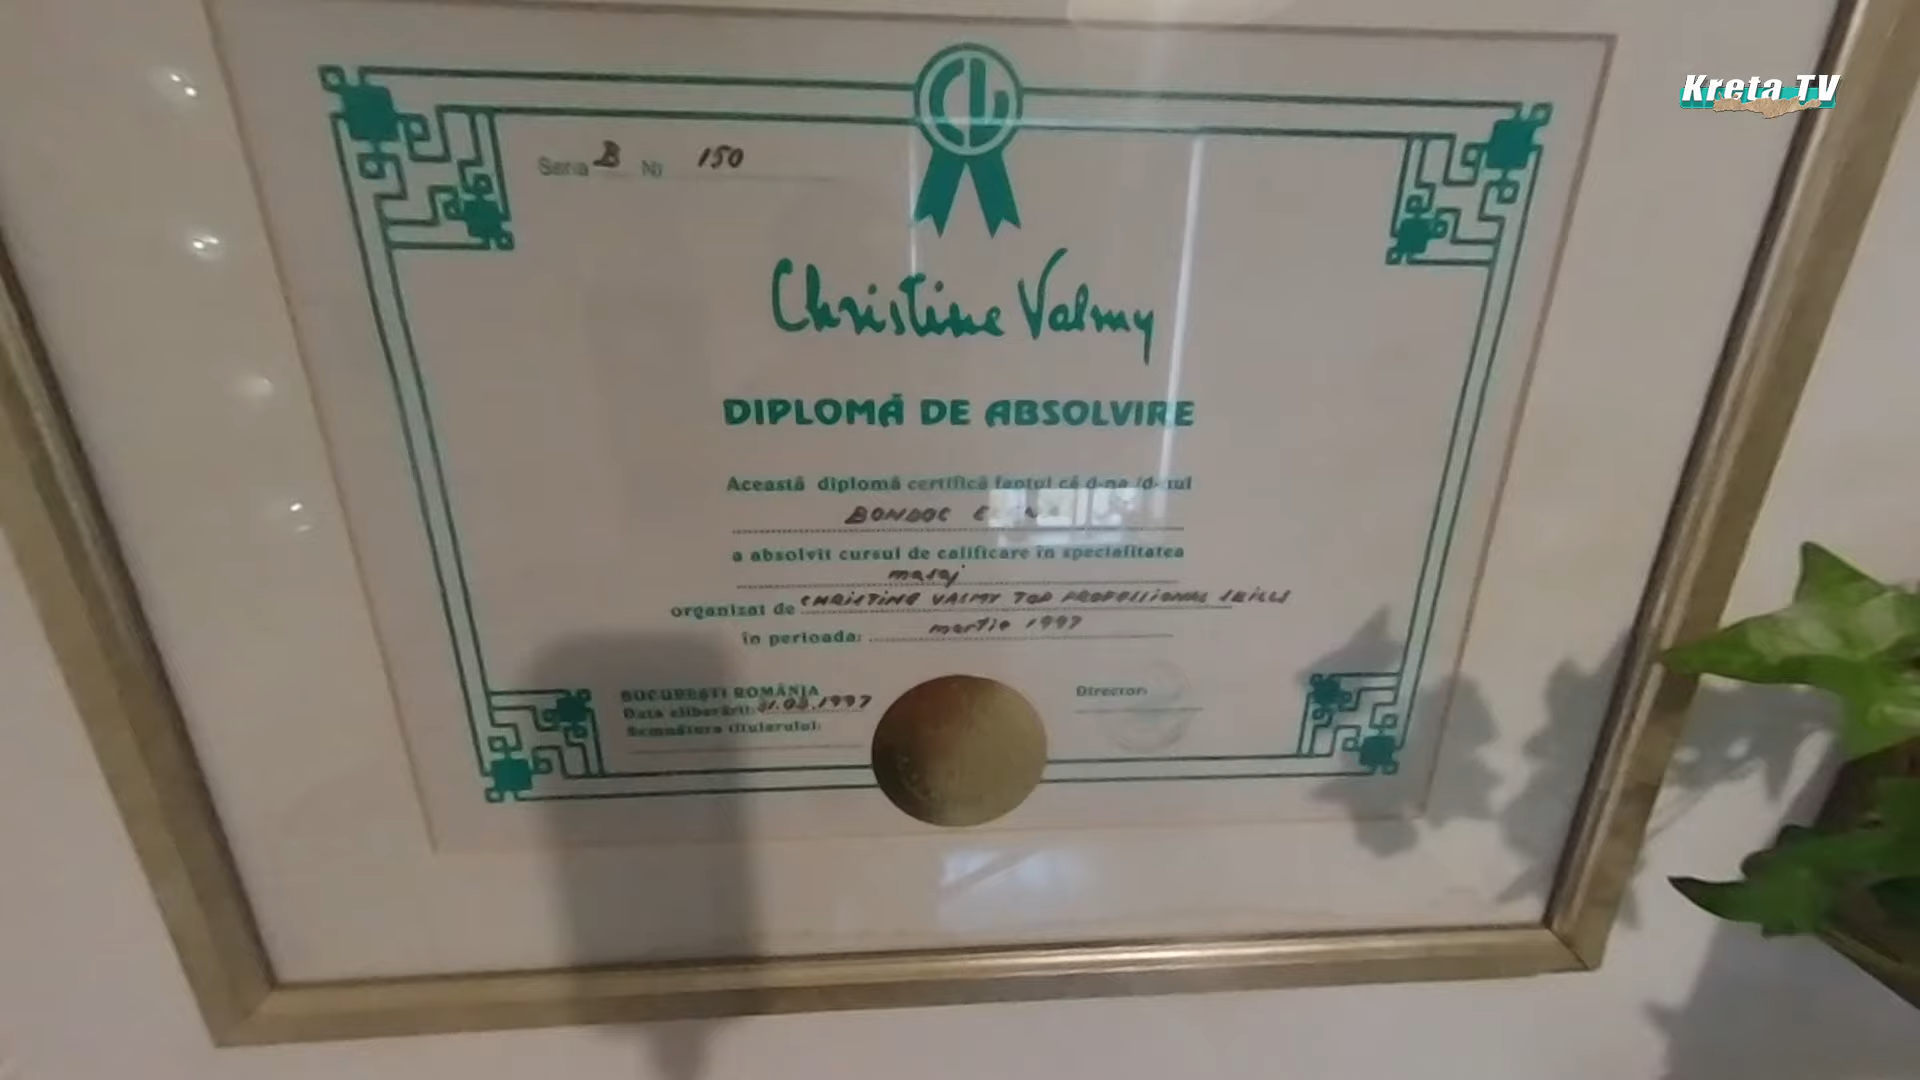 Kreta TV
CV
Seria B Nr 150
Christine Valmy
DIPLOMĂ DE ABSOLVIRE
Această diplomă certifică faptul că d-na
BONDOC
a absolvit cursul de calificare în specialitatea
masaj
organizat de CHRISTINE VALMY TOP PROFESSIONAL SKILLS
în perioada: martie 1997
BUCUREŞTI ROMÂNIA
Director:
Data eliberării: 31.03.1997
Semnătura titularului: